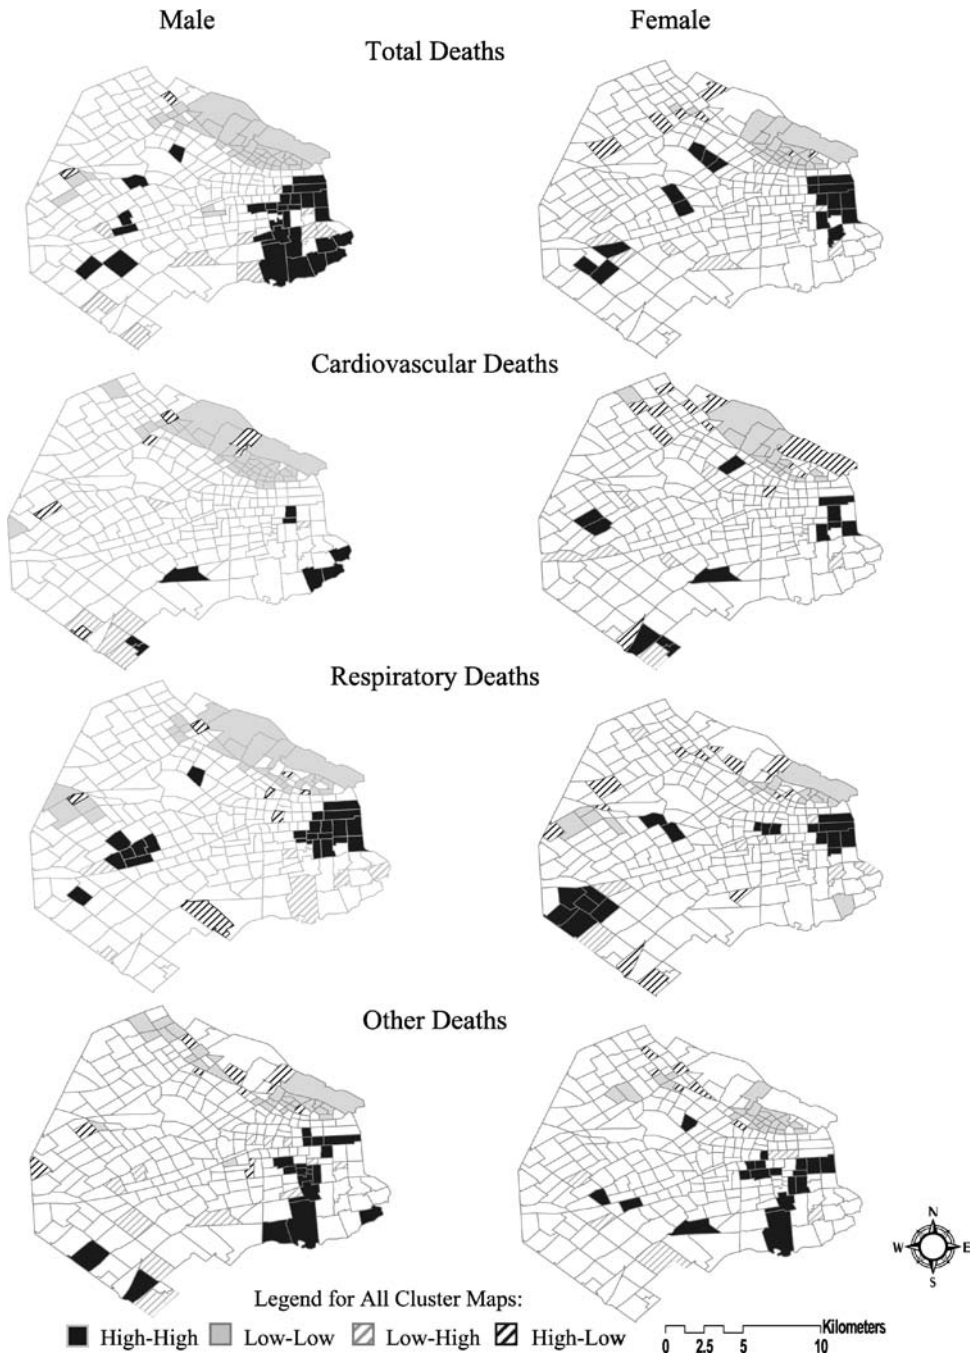 Male Female
Total Deaths
Cardiovascular Deaths
Respiratory Deaths
Other Deaths
N
W E
S
Legend for All Cluster Maps:
High-High Low-Low Low-High High-Low
Kilometers
0 2.5 5 10